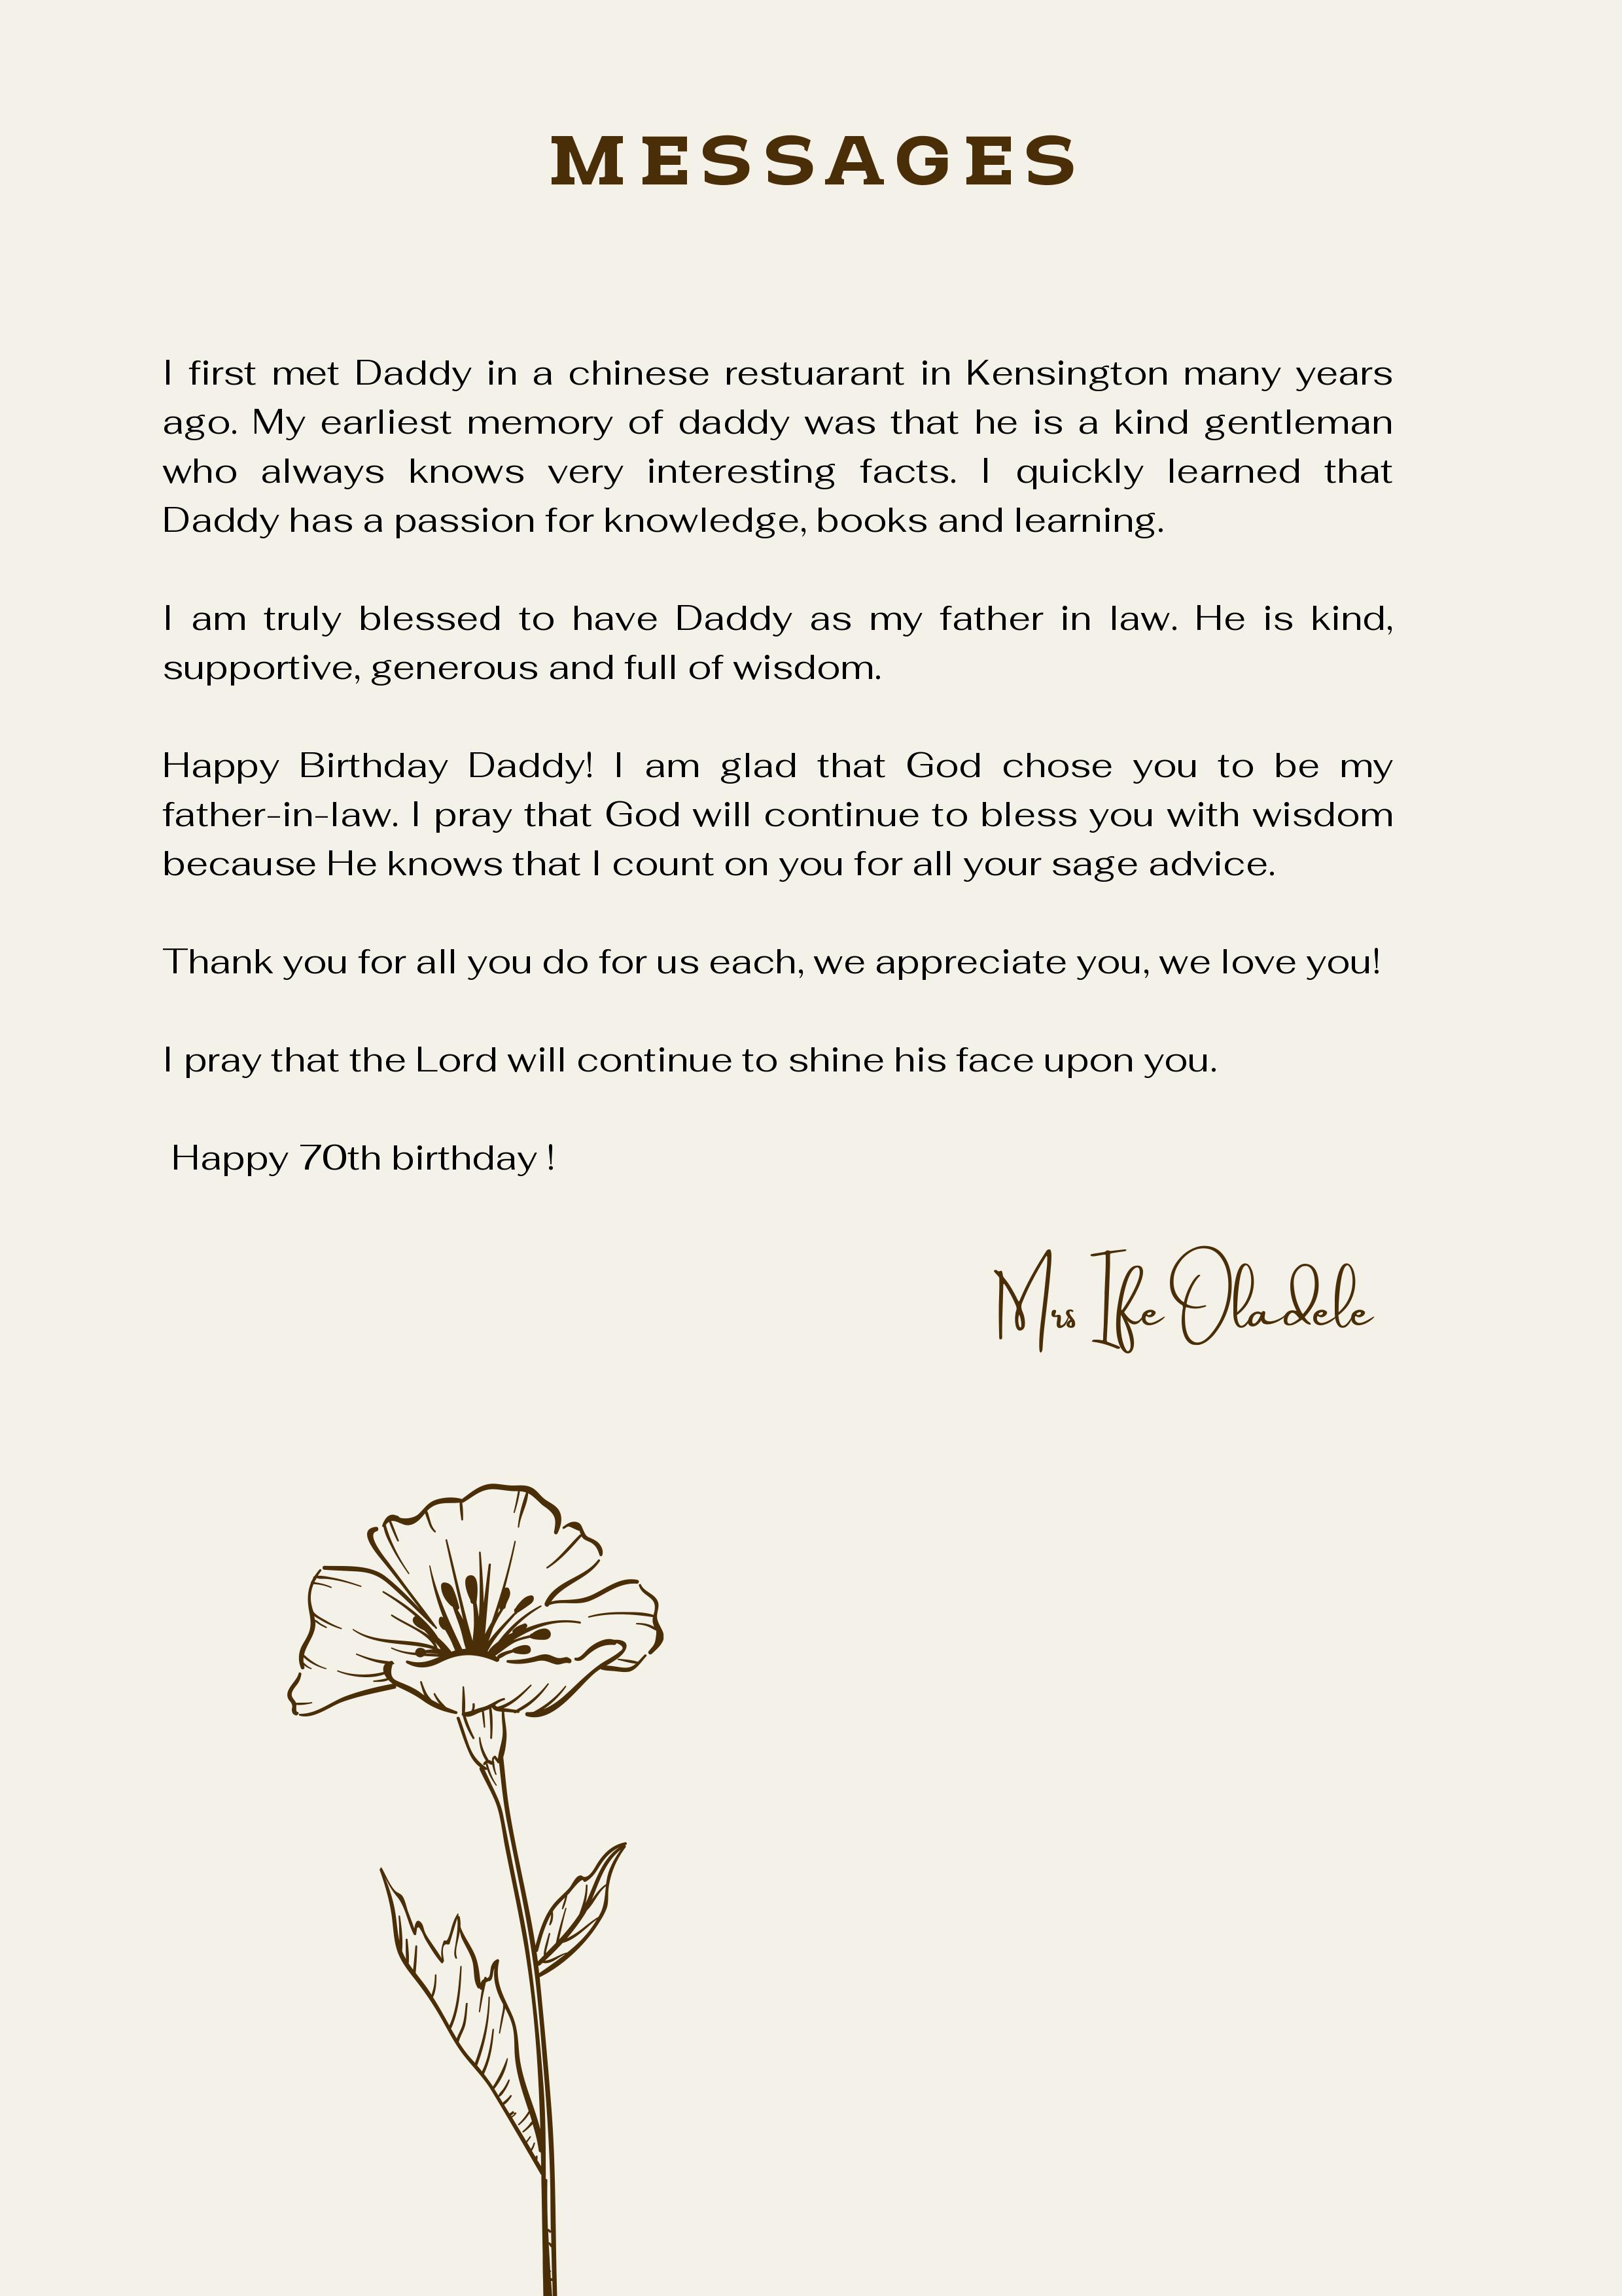 MESSAGES
I first met Daddy in a chinese restuarant in Kensington many years
ago. My earliest memory of daddy was that he is a kind gentleman
who always knows very interesting facts. I quickly learned that
Daddy has a passion for knowledge, books and learning.
I am truly blessed to have Daddy as my father in law. He is kind,
supportive, generous and full of wisdom.
Happy Birthday Daddy! I am glad that God chose you to be my
father-in-law. I pray that God will continue to bless you with wisdom
because He knows that I count on you for all your sage advice.
Thank you for all you do for us each, we appreciate you, we love you!
I pray that the Lord will continue to shine his face upon you.
Happy 70th birthday !
Mrs Ife Oladele